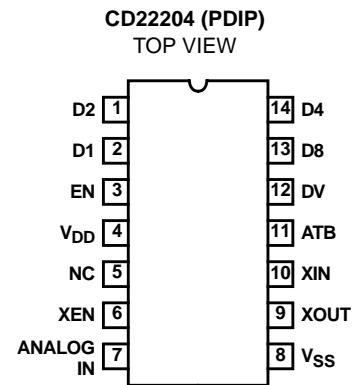 CD22204 (PDIP)
TOP VIEW
D2 1 14 D4
D1 2 13 D8
EN 3 12 DV
VDD 4 11 ATB
NC 5 10 XIN
XEN 6 9 XOUT
ANALOG IN 7 8 VSS